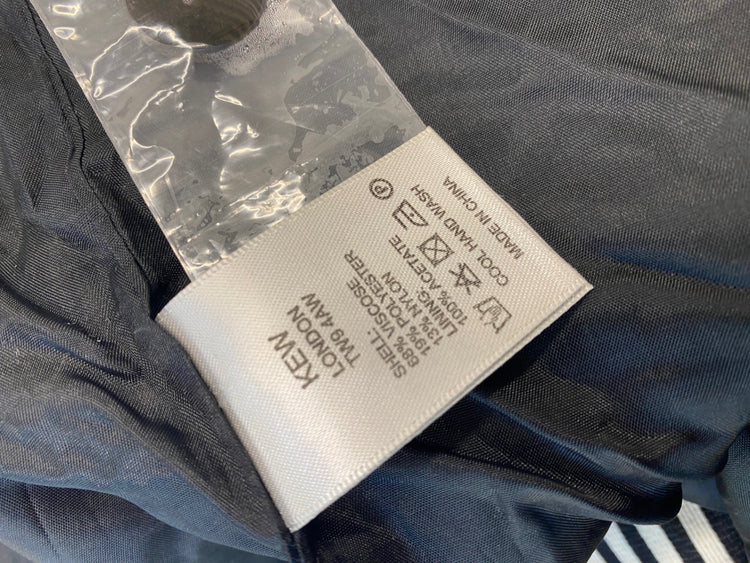 KEW
LONDON
TW9 4AW
SHELL:
68% VISCOSE
19% POLYESTER
13% NYLON
LINING:
100% ACETATE
P
COOL HAND WASH
MADE IN CHINA